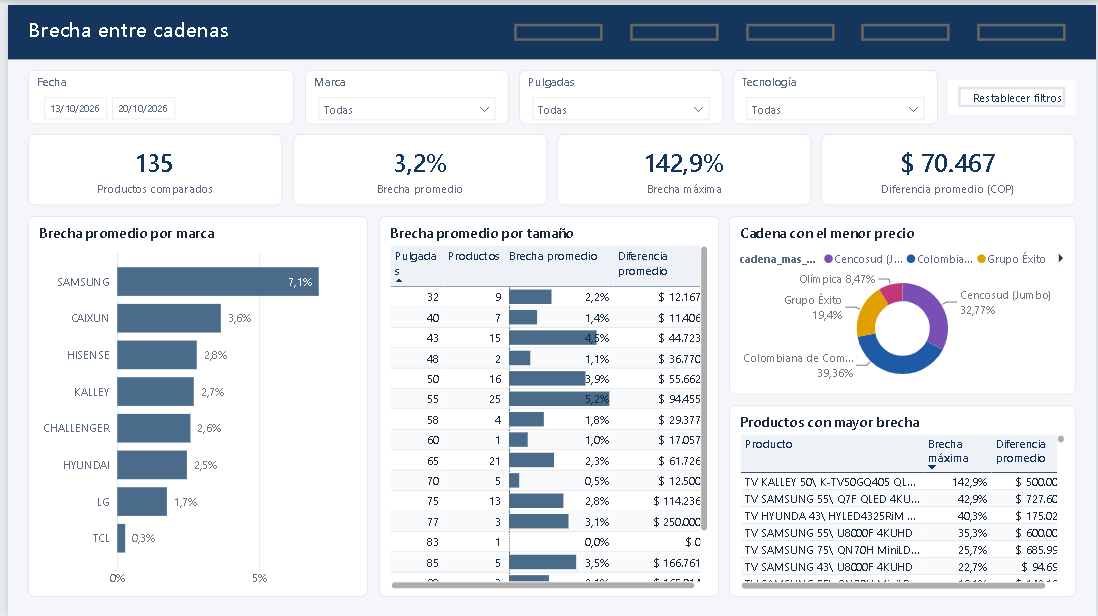 Brecha entre cadenas
Fecha
13/10/2026 20/10/2026
Marca
Todas
Pulgadas
Todas
Tecnología
Todas
Restablecer filtros
135
Productos comparados
3,2%
Brecha promedio
142,9%
Brecha máxima
$ 70.467
Diferencia promedio (COP)
Brecha promedio por marca
SAMSUNG 7,1%
CAIXUN 3,6%
HISENSE 2,8%
KALLEY 2,7%
CHALLENGER 2,6%
HYUNDAI 2,5%
LG 1,7%
TCL 0,3%
0% 5%
Brecha promedio por tamaño
Pulgada Productos Brecha promedio Diferencia
s promedio
32 9 2,2% $ 12.167
40 7 1,4% $ 11.406
43 15 4,5% $ 44.723
48 2 1,1% $ 36.770
50 16 3,9% $ 55.662
55 25 5,2% $ 94.455
58 4 1,8% $ 29.377
60 1 1,0% $ 17.057
65 21 2,3% $ 61.726
70 5 0,5% $ 12.500
75 13 2,8% $ 114.236
77 3 3,1% $ 250.000
83 1 0,0% $ 0
85 5 3,5% $ 166.761
Cadena con el menor precio
cadena_mas_... Cencosud (J... Colombia... Grupo Éxito
Olímpica 8,47%
Grupo Éxito
19,4%
Cencosud (Jumbo)
32,77%
Colombiana de Com...
39,36%
Productos con mayor brecha
Producto Brecha Diferencia
máxima promedio
TV KALLEY 50\ K-TV50GQ405 QL... 142,9% $ 500.00
TV SAMSUNG 55\ Q7F QLED 4KU... 42,9% $ 727.60
TV HYUNDA 43\ HYLED4325RiM ... 40,3% $ 175.02
TV SAMSUNG 55\ U8000F 4KUHD 35,3% $ 600.00
TV SAMSUNG 75\ QN70H MiniLD... 25,7% $ 685.99
TV SAMSUNG 43\ U8000F 4KUHD 22,7% $ 94.69